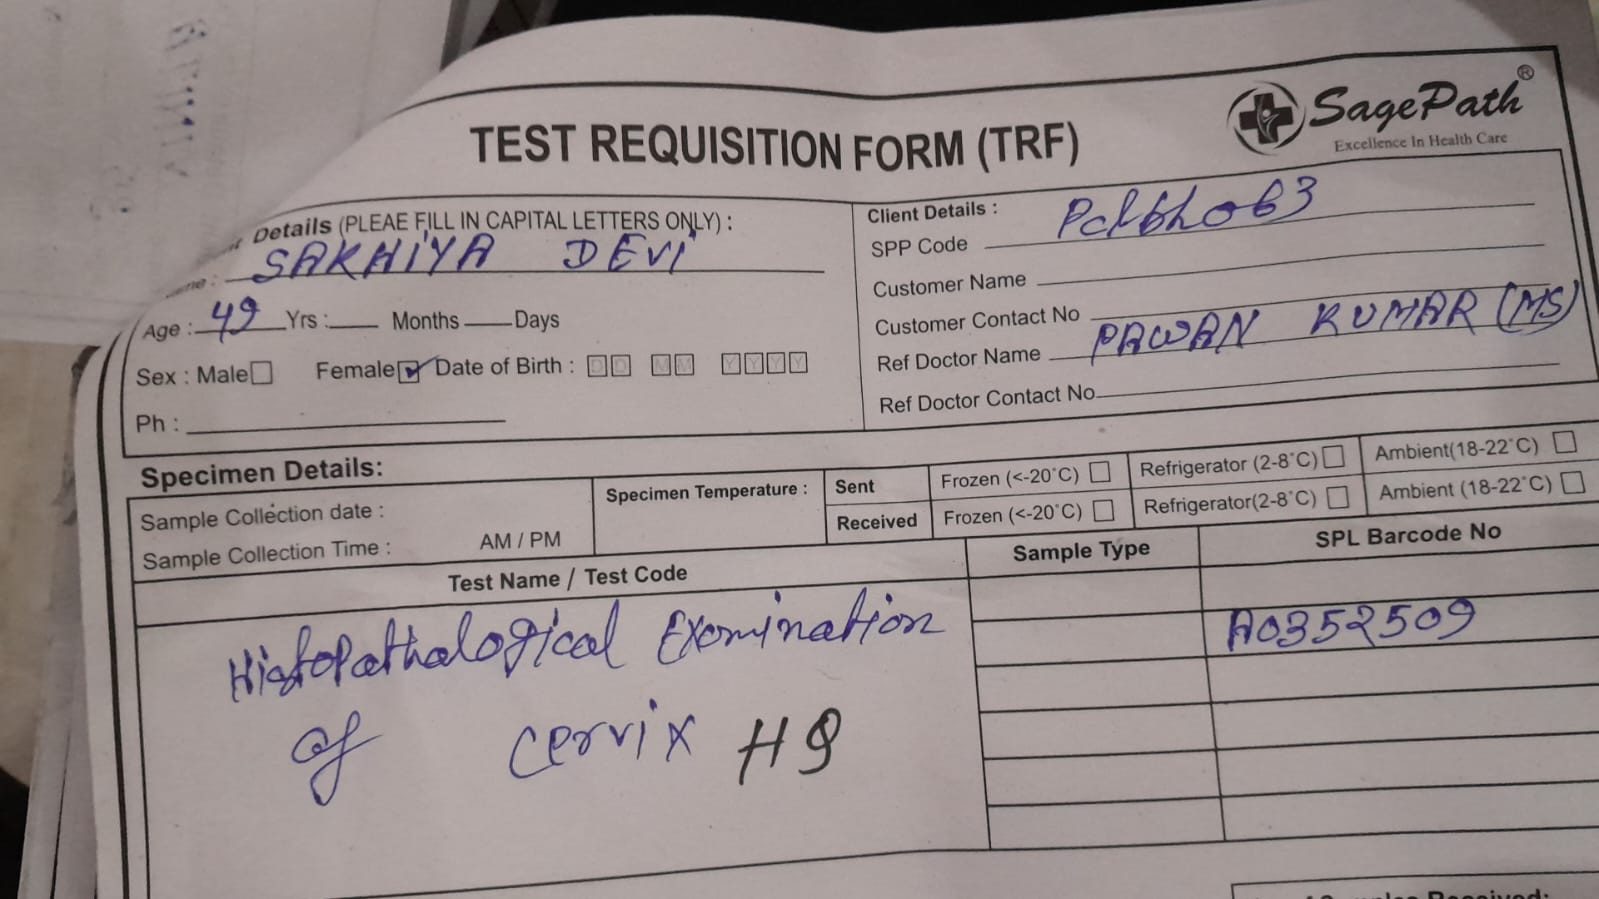 SagePath®
Excellence In Health Care
TEST REQUISITION FORM (TRF)
Details (PLEAE FILL IN CAPITAL LETTERS ONLY) :
SAKHIYA DEVI
Age : 49 Yrs : Months Days
Sex : Male Female Date of Birth : DD MM YYYY
Ph :
Client Details :
SPP Code
Customer Name
Customer Contact No
Ref Doctor Name PAWAN KUMAR (MS)
Ref Doctor Contact No.
Specimen Details:
Sample Collection date :
Sample Collection Time : AM / PM
Specimen Temperature :
Sent Frozen (<-20°C) Refrigerator (2-8°C) Ambient(18-22°C)
Received Frozen (<-20°C) Refrigerator(2-8°C) Ambient (18-22°C)
Test Name / Test Code Sample Type SPL Barcode No
Histopathalogical Examination
of cervix
A0352509